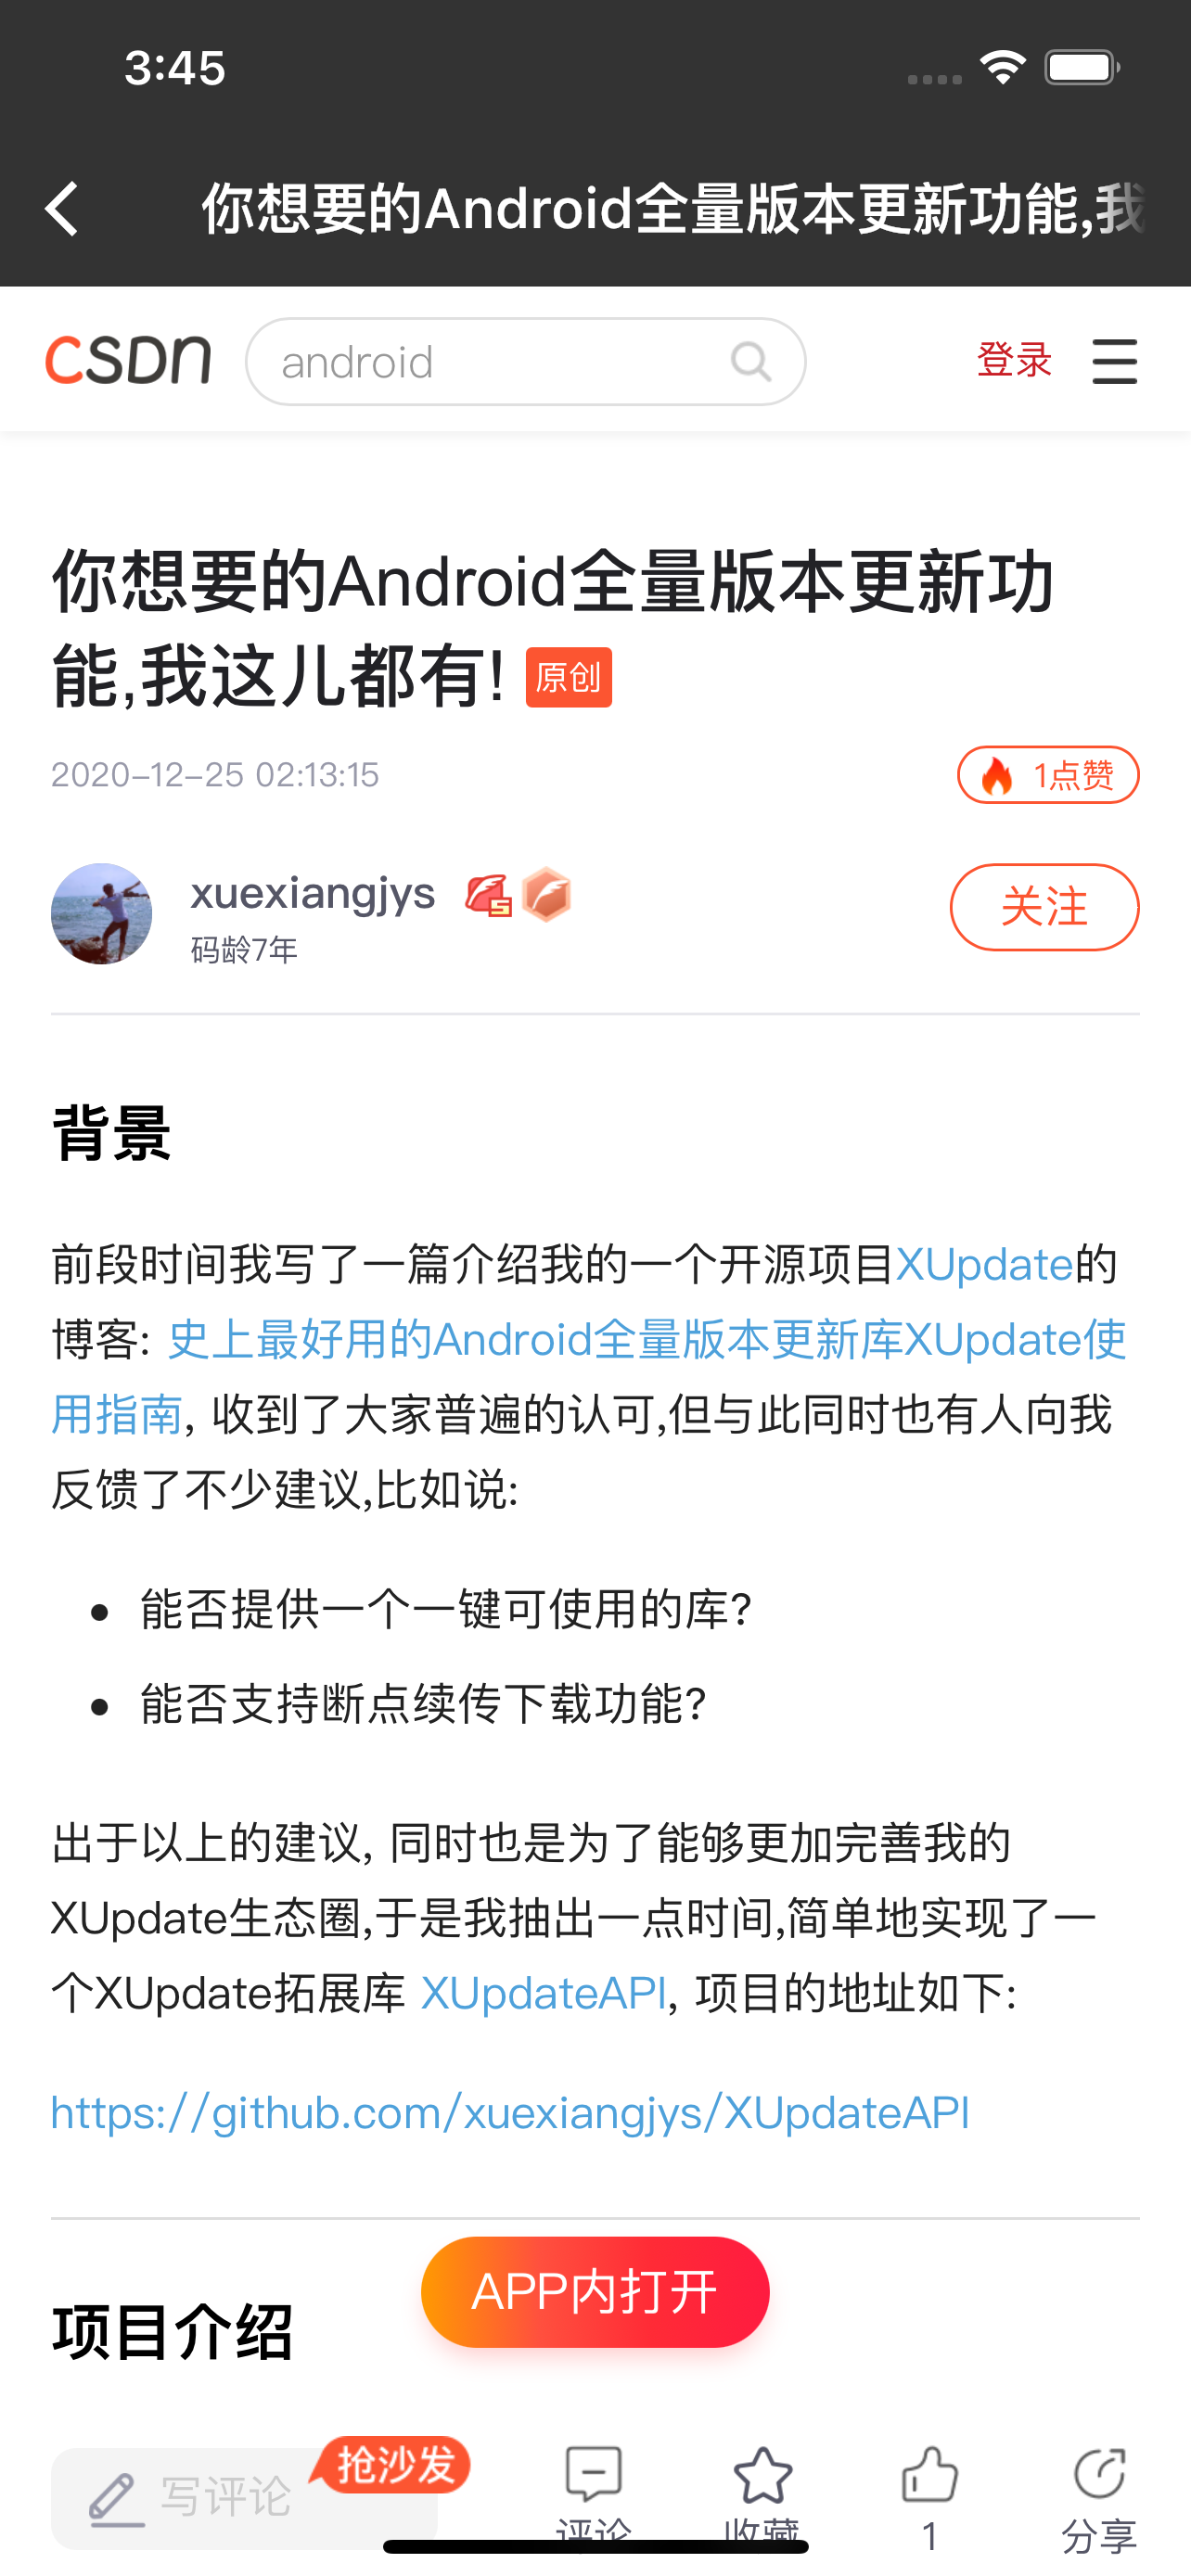 3:45
你想要的Android全量版本更新功能,我
CSDN
android
登录
你想要的Android全量版本更新功
能,我这儿都有! 原创
2020-12-25 02:13:15
1点赞
xuexiangjys
码龄7年
关注
背景
前段时间我写了一篇介绍我的一个开源项目XUpdate的
博客: 史上最好用的Android全量版本更新库XUpdate使
用指南, 收到了大家普遍的认可,但与此同时也有人向我
反馈了不少建议,比如说:
能否提供一个一键可使用的库?
能否支持断点续传下载功能?
出于以上的建议, 同时也是为了能够更加完善我的
XUpdate生态圈,于是我抽出一点时间,简单地实现了一
个XUpdate拓展库 XUpdateAPI, 项目的地址如下:
https://github.com/xuexiangjys/XUpdateAPI
APP内打开
项目介绍
抢沙发
写评论
评论
收藏
1
分享